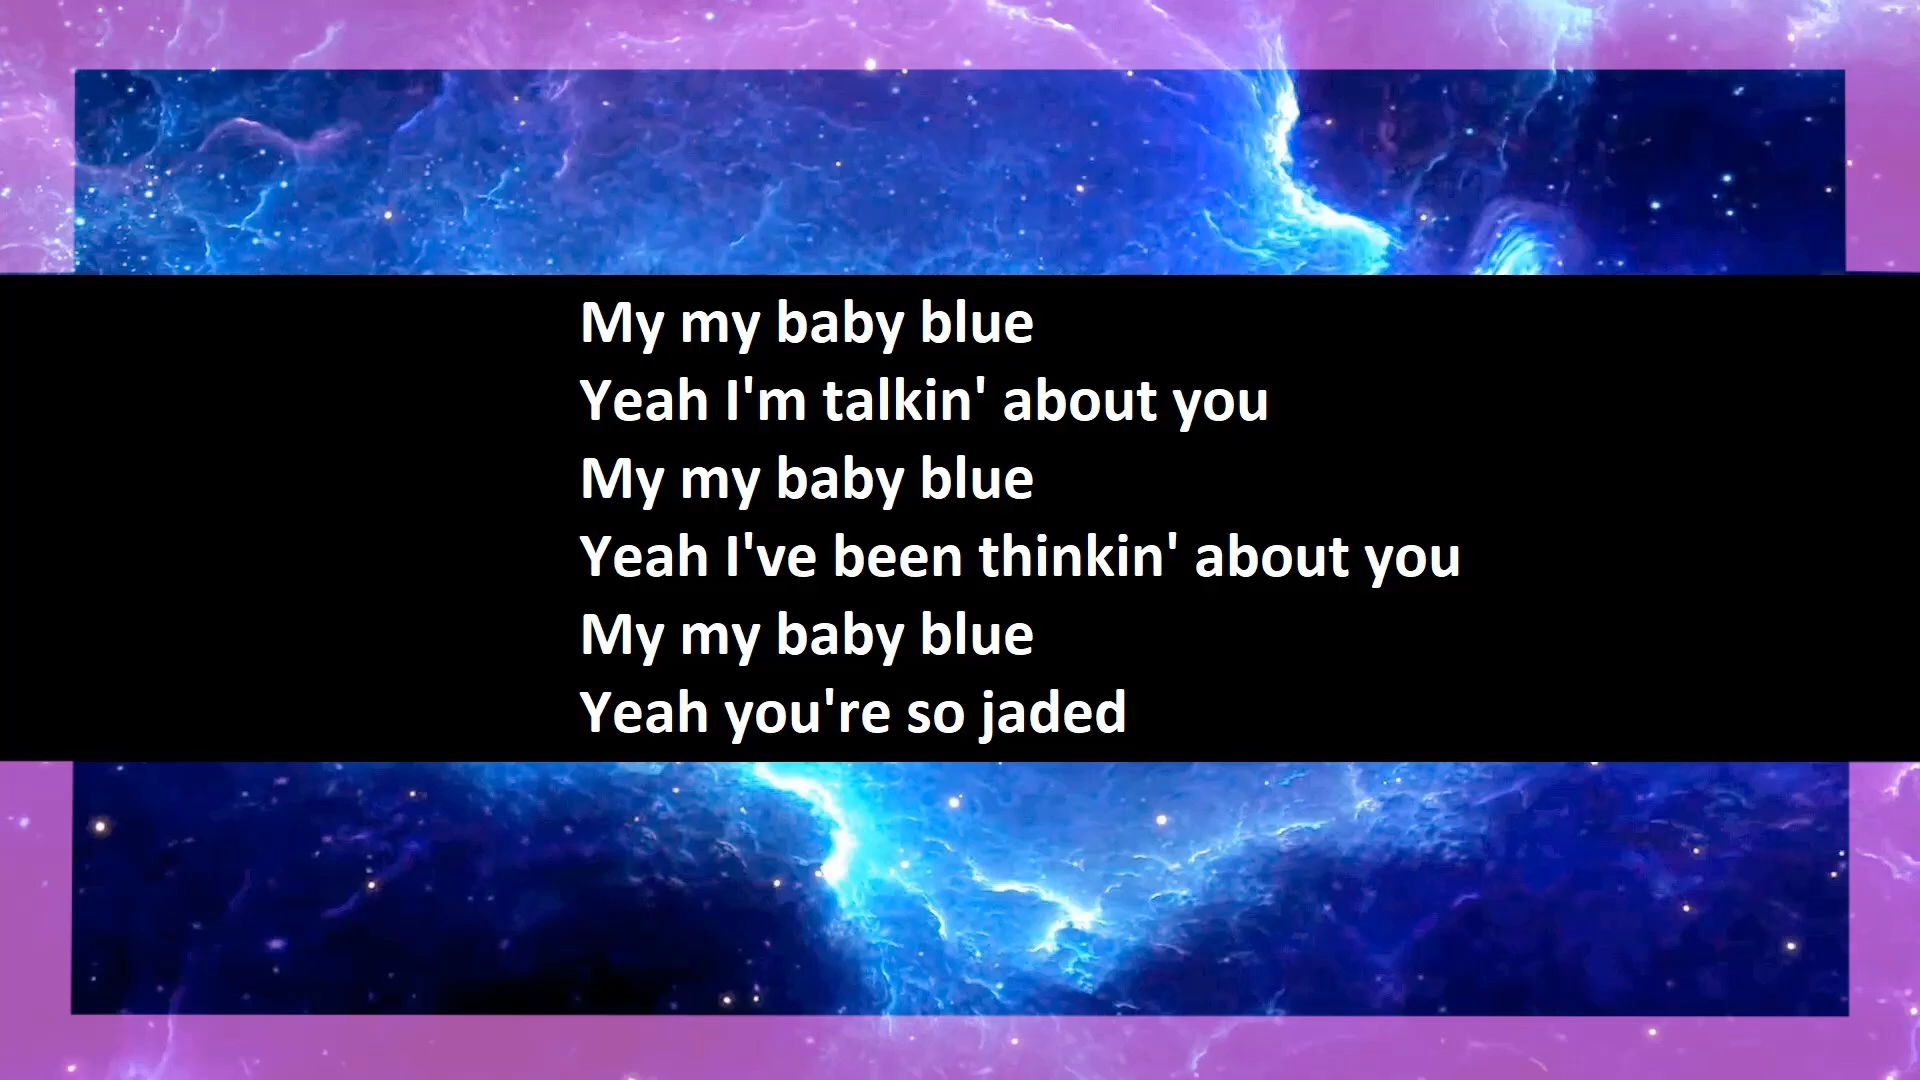 My my baby blue
Yeah I'm talkin' about you
My my baby blue
Yeah I've been thinkin' about you
My my baby blue
Yeah you're so jaded